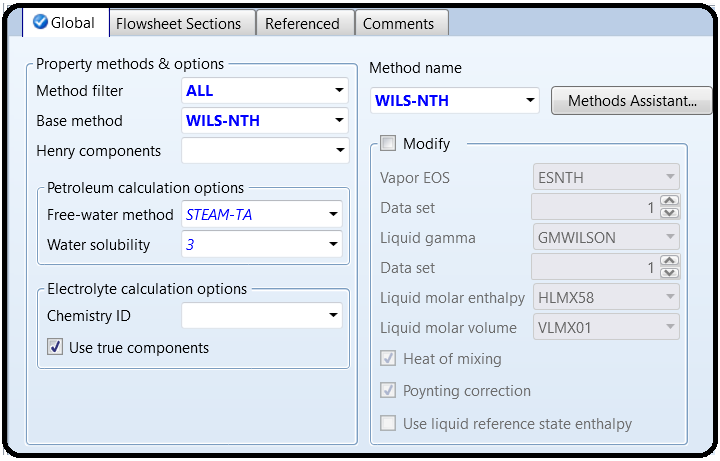 Global
Flowsheet Sections
Referenced
Comments
Property methods & options
Method filter ALL
Base method WILS-NTH
Henry components
Petroleum calculation options
Free-water method STEAM-TA
Water solubility 3
Electrolyte calculation options
Chemistry ID
Use true components
Method name
WILS-NTH Methods Assistant...
Modify
Vapor EOS ESNTH
Data set 1
Liquid gamma GMWILSON
Data set 1
Liquid molar enthalpy HLMX58
Liquid molar volume VLMX01
Heat of mixing
Poynting correction
Use liquid reference state enthalpy